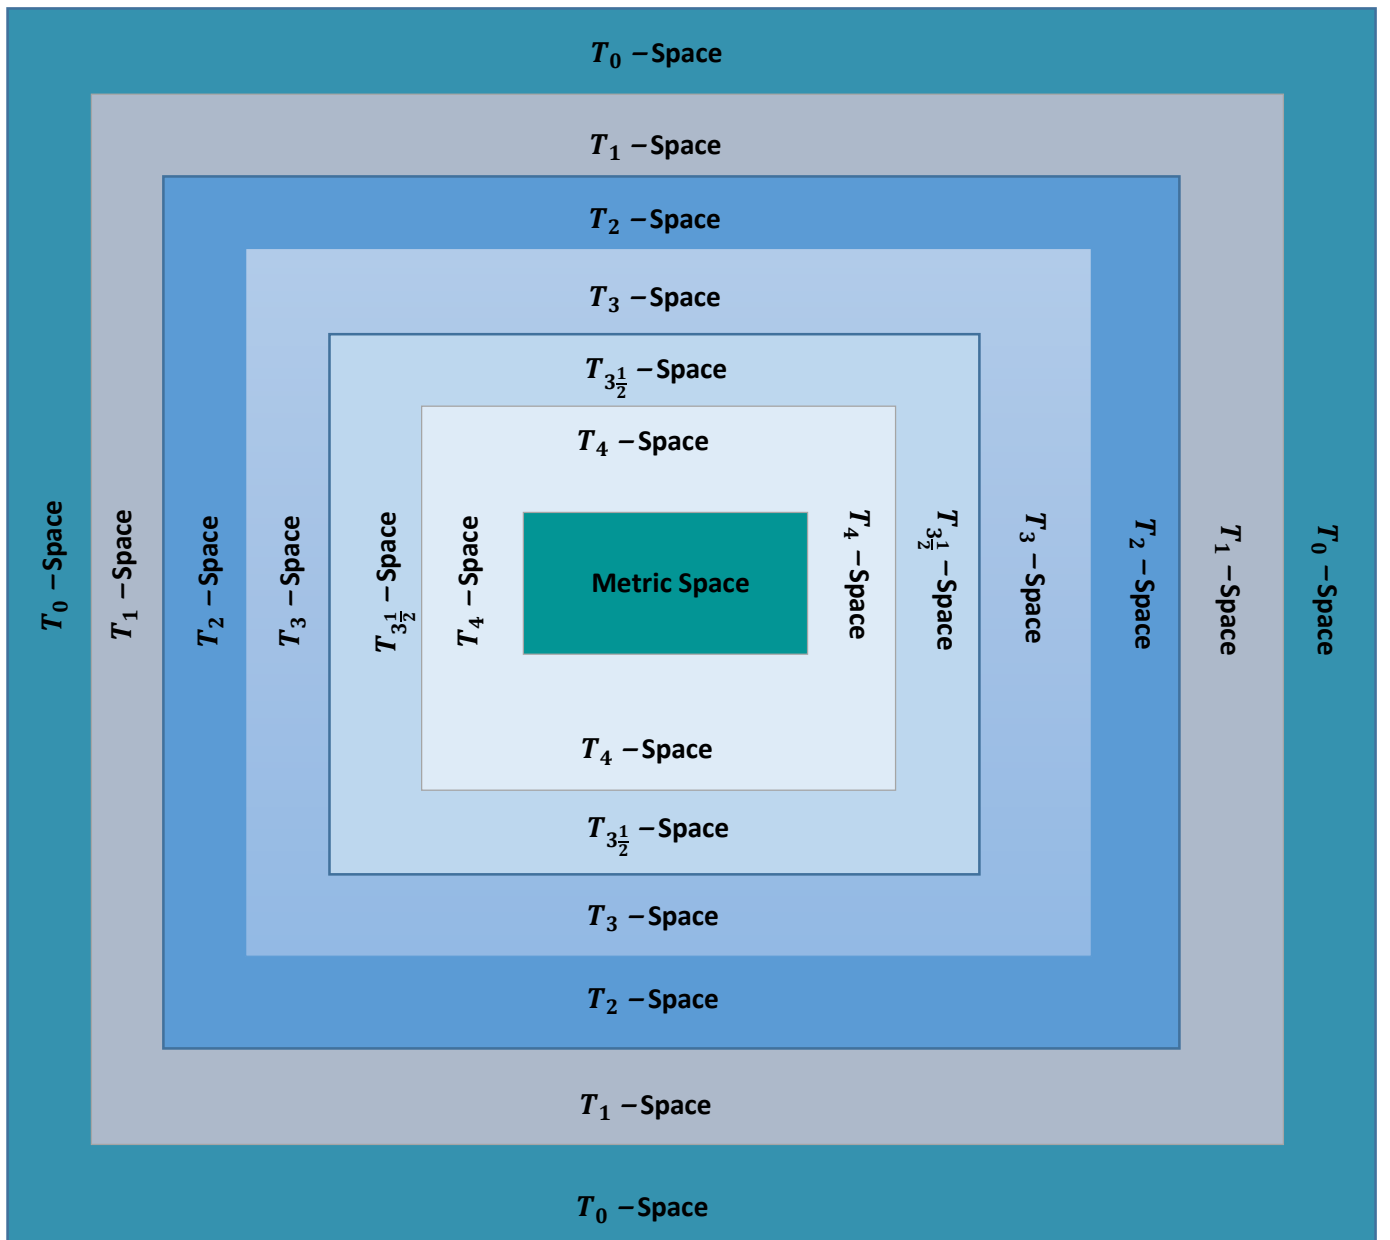 T₀ – Space
T₁ – Space
T₂ – Space
T₃ – Space
T₃½ – Space
T₄ – Space
T₀ – Space
T₁ – Space
T₂ – Space
T₃ – Space
T₃½ – Space
T₄ – Space
Metric Space
T₄ – Space
T₃½ – Space
T₃ – Space
T₂ – Space
T₁ – Space
T₀ – Space
T₄ – Space
T₃½ – Space
T₃ – Space
T₂ – Space
T₁ – Space
T₀ – Space